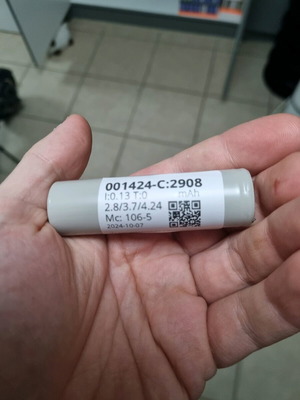 001424-C:2908
I:0.13 T:0 mAh
2.8/3.7/4.24
Mc: 106-5
2024-10-07